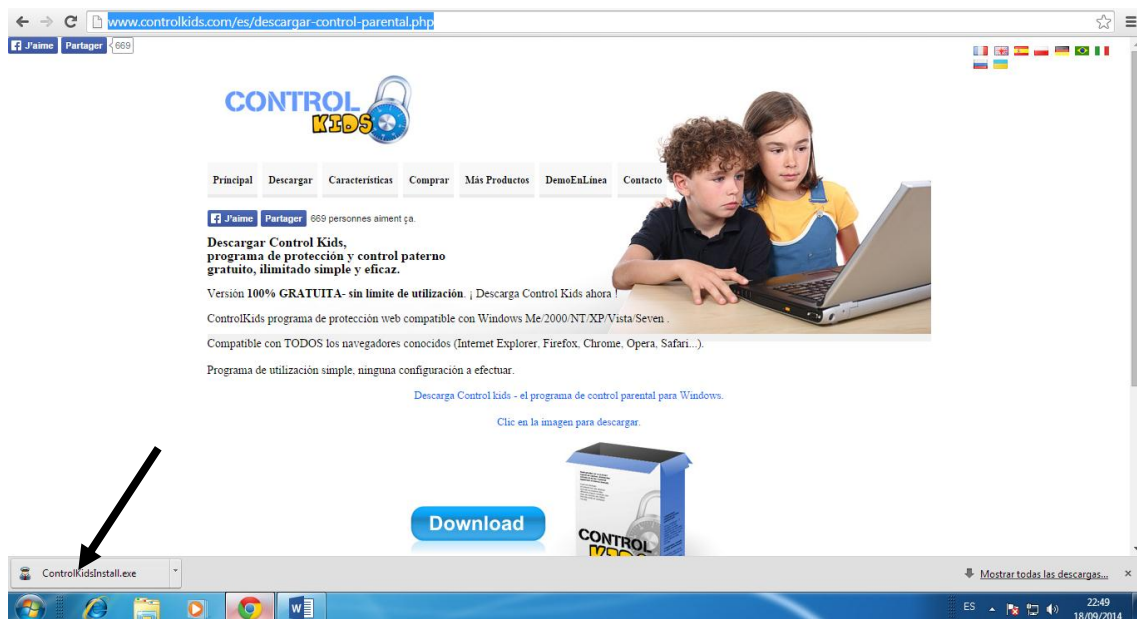 www.controlkids.com/es/descargar-control-parental.php
J'aime Partager 669
CONTROL
KIDS
Príncipal Descargar Características Comprar Más Productos DemoEnLínea Contacto
J'aime Partager 669 personnes aiment ça.
Descargar Control Kids,
programa de protección y control paterno
gratuito, ilimitado simple y eficaz.
Versión 100% GRATUITA- sin límite de utilización. ¡ Descarga Control Kids ahora !
ControlKids programa de protección web compatible con Windows Me/2000/NT/XP/Vista/Seven .
Compatible con TODOS los navegadores conocidos (Internet Explorer, Firefox, Chrome, Opera, Safari...).
Programa de utilización simple, ninguna configuración a efectuar.
Descarga Control kids - el programa de control parental para Windows.
Clic en la imagen para descargar.
Download
CONTROL
KIDS
ControlKidsInstall.exe
Mostrar todas las descargas...
ES
22:49
18/09/2014